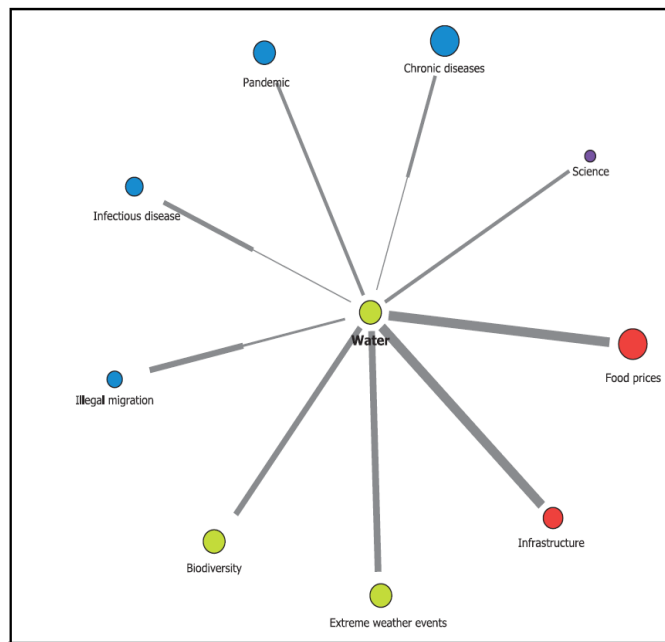 Chronic diseases
Pandemic
Science
Infectious disease
Water
Food prices
Illegal migration
Infrastructure
Biodiversity
Extreme weather events